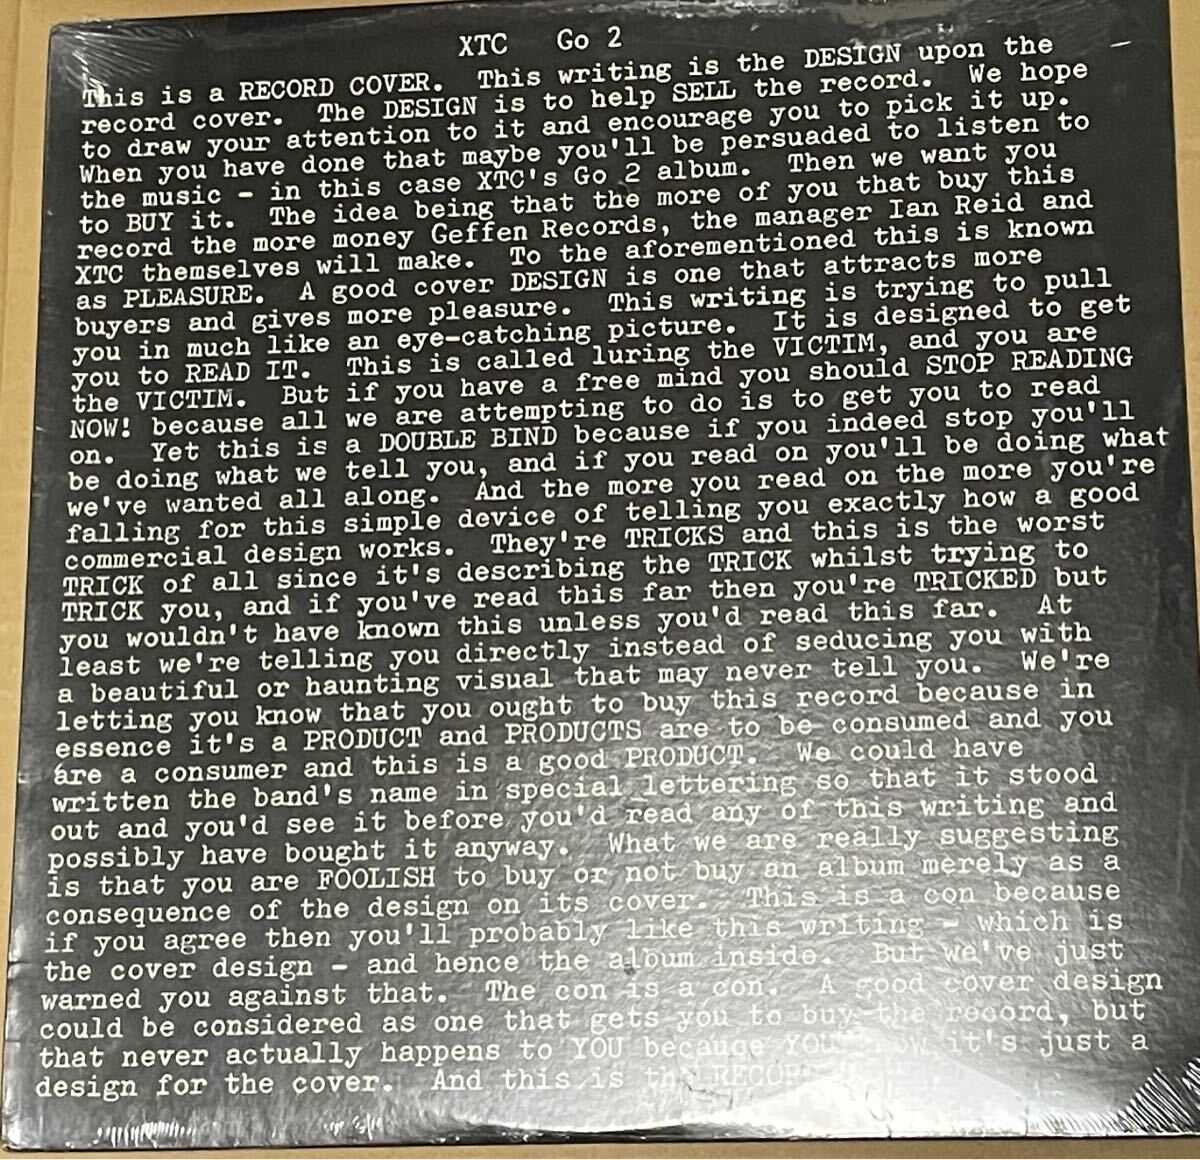 XTC Go 2
This is a RECORD COVER. This writing is the DESIGN upon the
record cover. The DESIGN is to help SELL the record. We hope
to draw your attention to it and encourage you to pick it up.
When you have done that maybe you'll be persuaded to listen to
the music - in this case XTC's Go 2 album. Then we want you
to BUY it. The idea being that the more of you that buy this
record the more money Geffen Records, the manager Ian Reid and
XTC themselves will make. To the aforementioned this is known
as PLEASURE. A good cover DESIGN is one that attracts more
buyers and gives more pleasure. This writing is trying to pull
you in much like an eye-catching picture. It is designed to get
you to READ IT. This is called luring the VICTIM, and you are
the VICTIM. But if you have a free mind you should STOP READING
NOW! because all we are attempting to do is to get you to read
on. Yet this is a DOUBLE BIND because if you indeed stop you'll
be doing what we tell you, and if you read on you'll be doing what
we've wanted all along. And the more you read on the more you're
falling for this simple device of telling you exactly how a good
commercial design works. They're TRICKS and this is the worst
TRICK of all since it's describing the TRICK whilst trying to
TRICK you, and if you've read this far then you're TRICKED but
you wouldn't have known this unless you'd read this far. At
least we're telling you directly instead of seducing you with
a beautiful or haunting visual that may never tell you. We're
letting you know that you ought to buy this record because in
essence it's a PRODUCT and PRODUCTS are to be consumed and you
are a consumer and this is a good PRODUCT. We could have
written the band's name in special lettering so that it stood
out and you'd see it before you'd read any of this writing and
possibly have bought it anyway. What we are really suggesting
is that you are FOOLISH to buy or not buy an album merely as a
consequence of the design on its cover. This is a con because
if you agree then you'll probably like this writing - which is
the cover design - and hence the album inside. But we've just
warned you against that. The con is a con. A good cover design
could be considered as one that gets you to buy the record, but
that never actually happens to YOU because YOU it's just a
design for the cover. And this is the RECORD